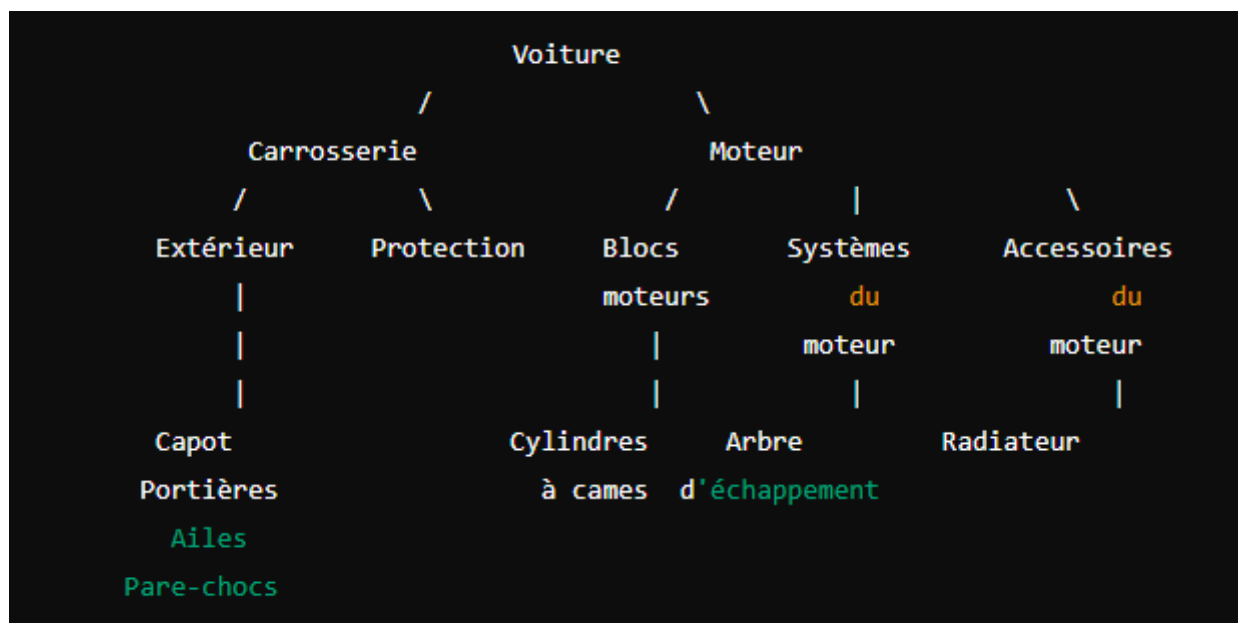 Voiture
/ \
Carrosserie Moteur
/ \ / | \
Extérieur Protection Blocs Systèmes Accessoires
| moteurs du du
| | moteur moteur
| | | |
Capot Cylindres Arbre Radiateur
Portières à cames d'échappement
Ailes
Pare-chocs